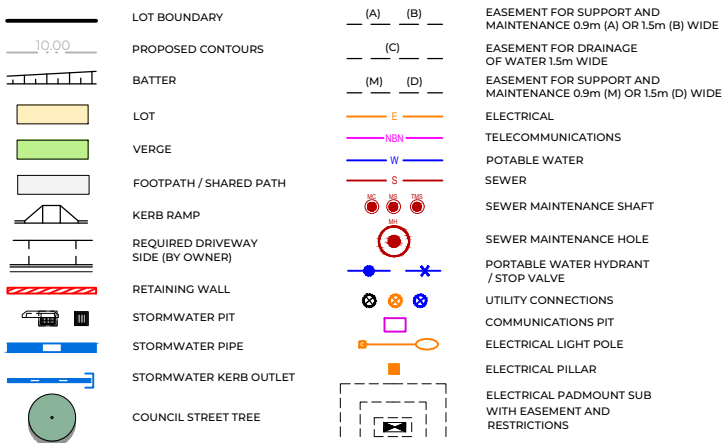 LOT BOUNDARY
10.00
PROPOSED CONTOURS
BATTER
LOT
VERGE
FOOTPATH / SHARED PATH
KERB RAMP
REQUIRED DRIVEWAY
SIDE (BY OWNER)
RETAINING WALL
STORMWATER PIT
STORMWATER PIPE
STORMWATER KERB OUTLET
COUNCIL STREET TREE
(A) (B)
EASEMENT FOR SUPPORT AND
MAINTENANCE 0.9m (A) OR 1.5m (B) WIDE
(C)
EASEMENT FOR DRAINAGE
OF WATER 1.5m WIDE
(M) (D)
EASEMENT FOR SUPPORT AND
MAINTENANCE 0.9m (M) OR 1.5m (D) WIDE
E
ELECTRICAL
NBN
TELECOMMUNICATIONS
W
POTABLE WATER
S
SEWER
MC MS TMS
SEWER MAINTENANCE SHAFT
MH
SEWER MAINTENANCE HOLE
PORTABLE WATER HYDRANT
/ STOP VALVE
UTILITY CONNECTIONS
COMMUNICATIONS PIT
ELECTRICAL LIGHT POLE
ELECTRICAL PILLAR
ELECTRICAL PADMOUNT SUB
WITH EASEMENT AND
RESTRICTIONS